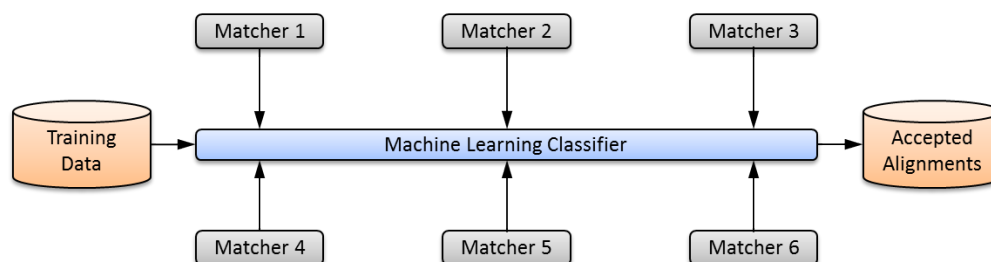 Matcher 1
Matcher 2
Matcher 3
Training
Data
Machine Learning Classifier
Accepted
Alignments
Matcher 4
Matcher 5
Matcher 6